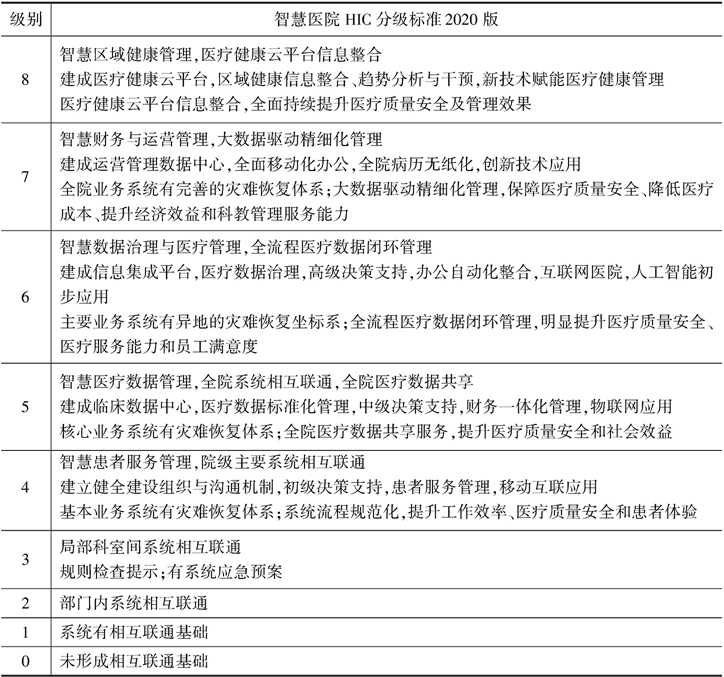 级别 智慧医院 HIC 分级标准 2020 版
智慧区域健康管理,医疗健康云平台信息整合
8 建成医疗健康云平台,区域健康信息整合、趋势分析与干预,新技术赋能医疗健康管理
医疗健康云平台信息整合,全面持续提升医疗质量安全及管理效果
智慧财务与运营管理,大数据驱动精细化管理
7 建成运营管理数据中心,全面移动化办公,全院病历无纸化,创新技术应用
全院业务系统有完善的灾难恢复体系;大数据驱动精细化管理,保障医疗质量安全、降低医疗
成本、提升经济效益和科教管理服务能力
智慧数据治理与医疗管理,全流程医疗数据闭环管理
建成信息集成平台,医疗数据治理,高级决策支持,办公自动化整合,互联网医院,人工智能初
6 步应用
主要业务系统有异地的灾难恢复坐标系;全流程医疗数据闭环管理,明显提升医疗质量安全、
医疗服务能力和员工满意度
智慧医疗数据管理,全院系统相互联通,全院医疗数据共享
5 建成临床数据中心,医疗数据标准化管理,中级决策支持,财务一体化管理,物联网应用
核心业务系统有灾难恢复体系;全院医疗数据共享服务,提升医疗质量安全和社会效益
智慧患者服务管理,院级主要系统相互联通
4 建立健全建设组织与沟通机制,初级决策支持,患者服务管理,移动互联应用
基本业务系统有灾难恢复体系;系统流程规范化,提升工作效率、医疗质量安全和患者体验
3 局部科室间系统相互联通
规则检查提示;有系统应急预案
2 部门内系统相互联通
1 系统有相互联通基础
0 未形成相互联通基础